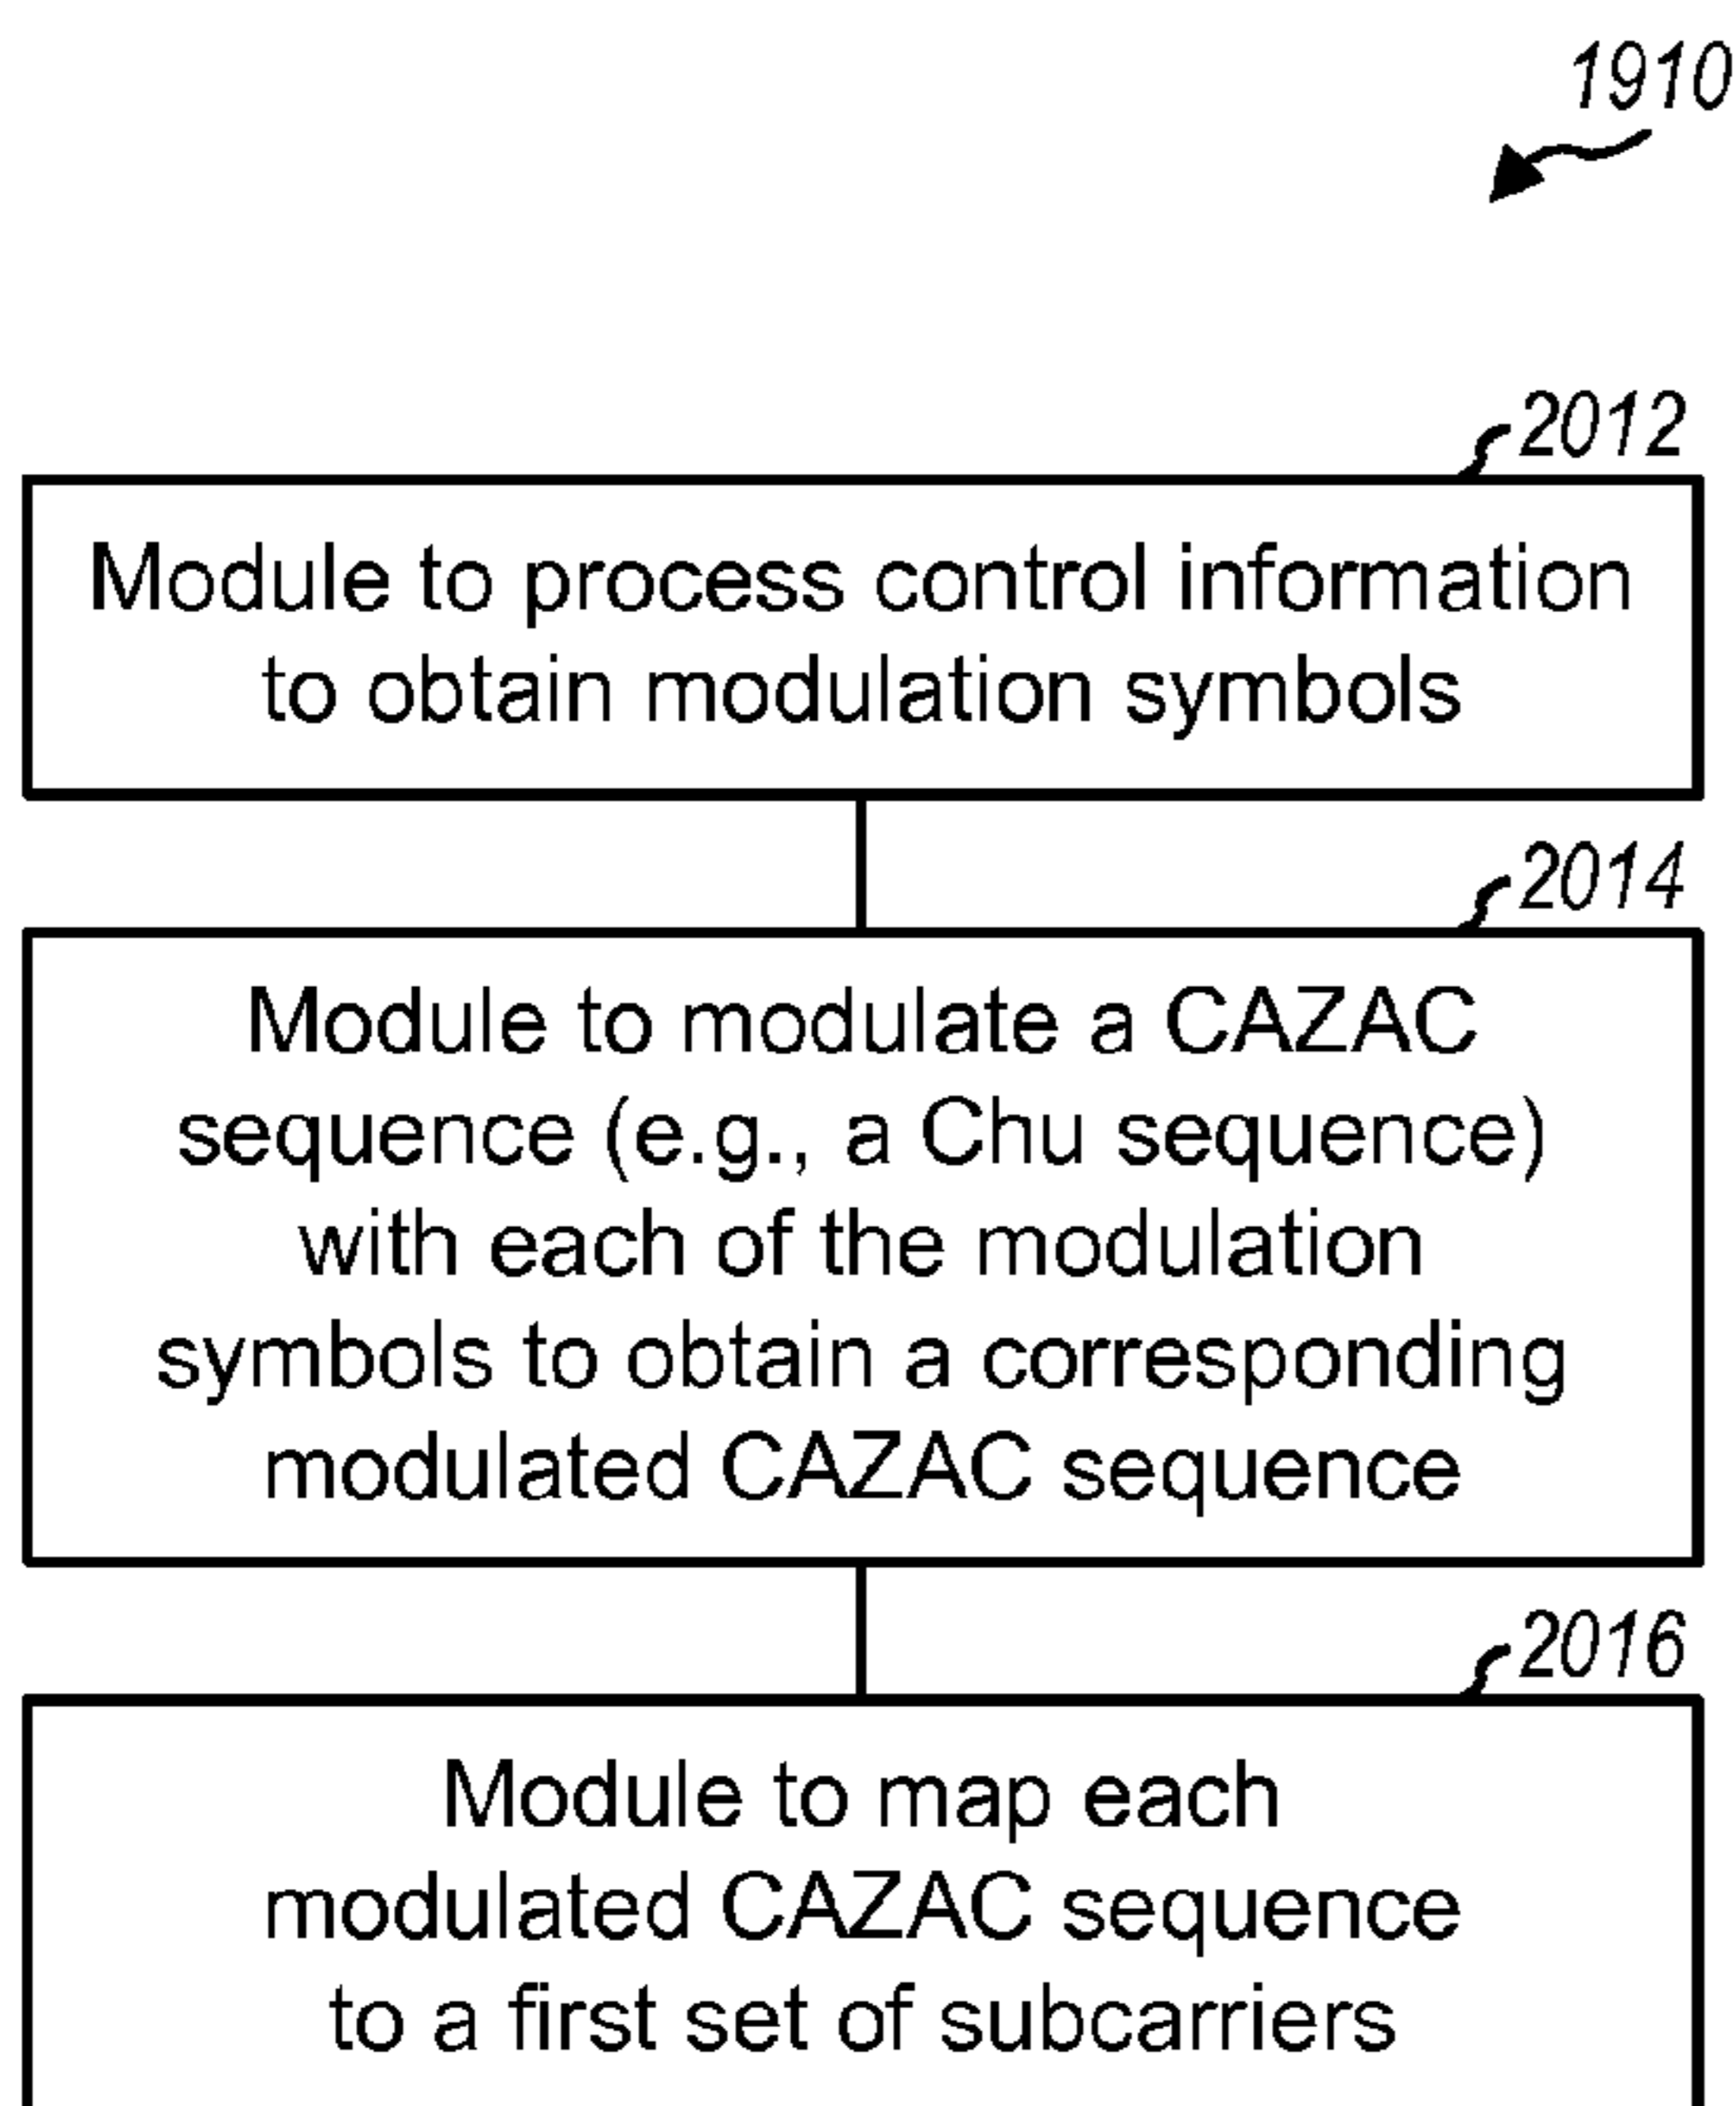 1910
2012
Module to process control information
to obtain modulation symbols
2014
Module to modulate a CAZAC
sequence (e.g., a Chu sequence)
with each of the modulation
symbols to obtain a corresponding
modulated CAZAC sequence
2016
Module to map each
modulated CAZAC sequence
to a first set of subcarriers